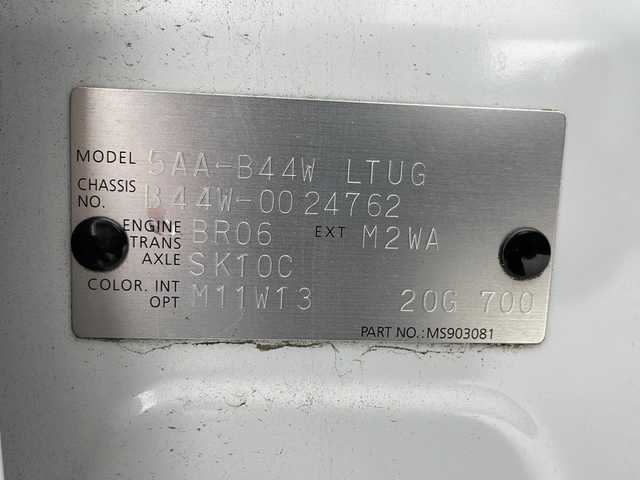 MODEL 5AA-B44W LTUG
CHASSIS NO. B44W-0024762
ENGINE BR06 EXT M2WA
TRANS AXLE SK10C
COLOR. INT OPT M11W13 20G 700
PART NO.:MS903081